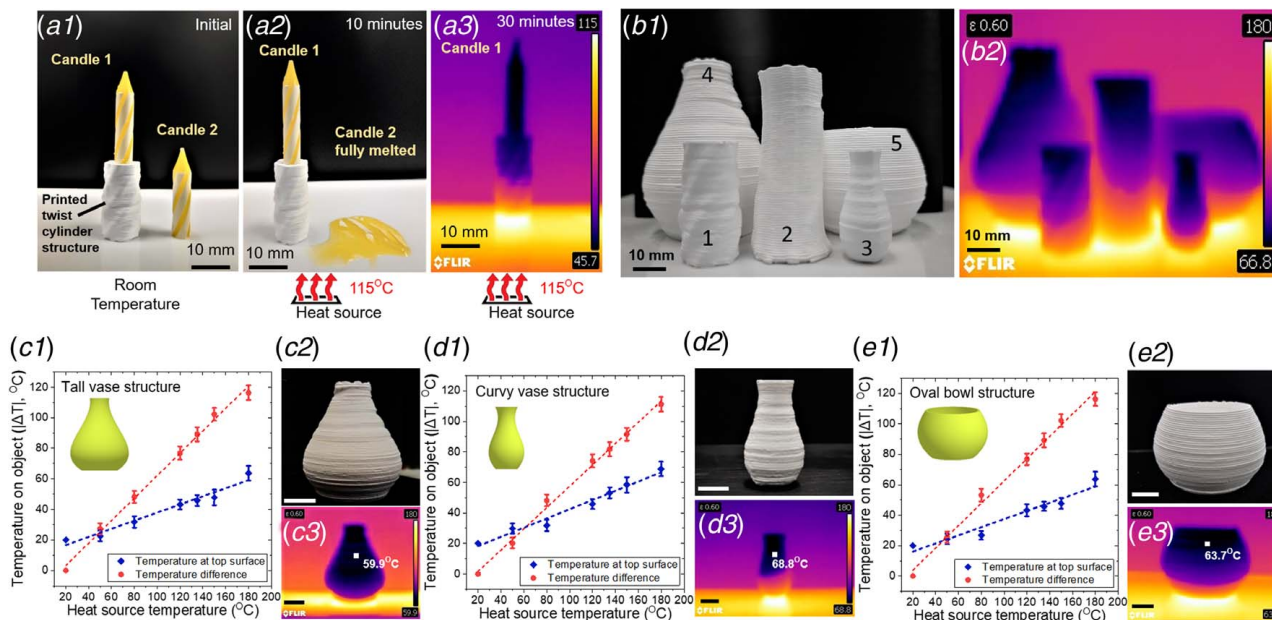 (a1)
Initial
Candle 1
Candle 2
Printed
twist
cylinder
structure
10 mm
Room
Temperature
(a2)
10 minutes
Candle 1
Candle 2
fully melted
10 mm
115°C
Heat source
(a3)
30 minutes
115
Candle 1
10 mm
45.7
FLIR
115°C
Heat source
(b1)
4
5
1
2
3
10 mm
ε 0.60
180
(b2)
10 mm
FLIR
66.8
(c1)
Temperature on object (|ΔT|, °C)
120
100
80
60
40
20
0
Tall vase structure
Temperature at top surface
Temperature difference
20 40 60 80 100 120 140 160 180 200
Heat source temperature (°C)
(c2)
ε 0.60
180
(c3)
59.9°C
FLIR
59.9
(d1)
Temperature on object (|ΔT|, °C)
120
100
80
60
40
20
0
Curvy vase structure
Temperature at top surface
Temperature difference
20 40 60 80 100 120 140 160 180 200
Heat source temperature (°C)
(d2)
ε 0.60
180
(d3)
68.8°C
FLIR
68.8
(e1)
Temperature on object (|ΔT|, °C)
120
100
80
60
40
20
0
Oval bowl structure
Temperature at top surface
Temperature difference
20 40 60 80 100 120 140 160 180 200
Heat source temperature (°C)
(e2)
ε 0.60
(e3)
63.7°C
FLIR